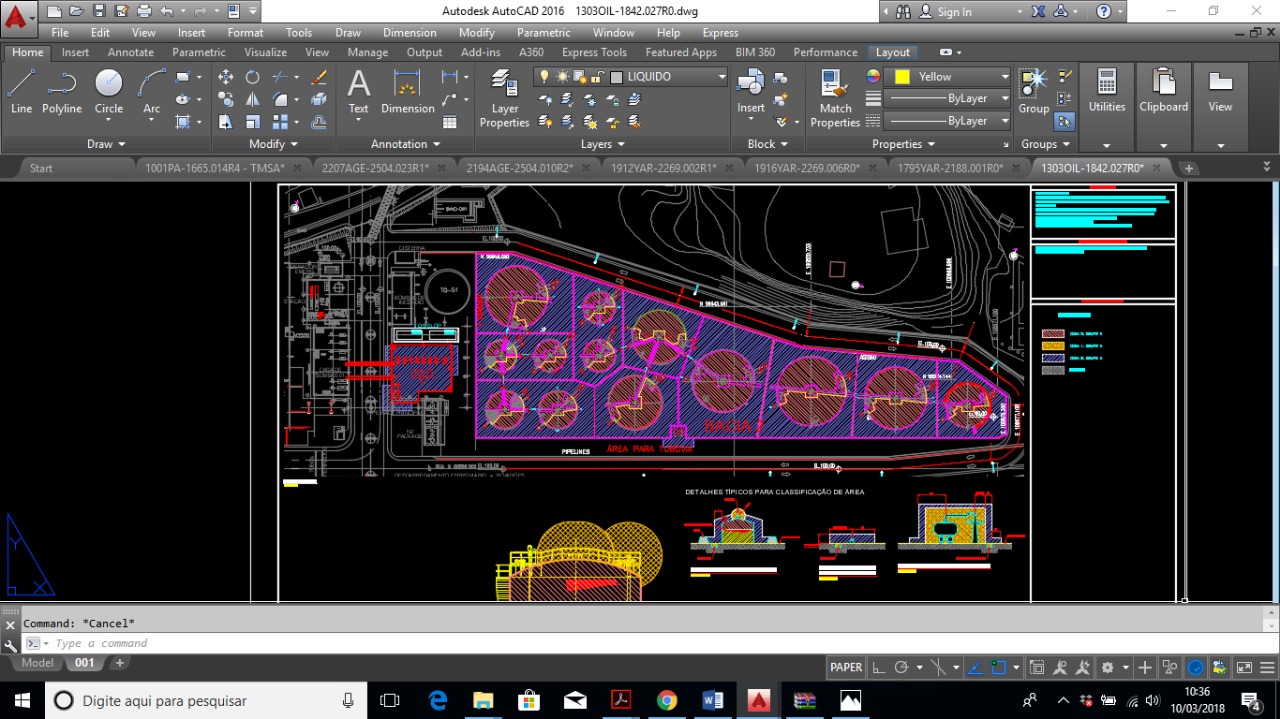 Autodesk AutoCAD 2016 1303OIL-1842.027R0.dwg
Sign In
File Edit View Insert Format Tools Draw Dimension Modify Parametric Window Help Express
Home Insert Annotate Parametric Visualize View Manage Output Add-ins A360 Express Tools Featured Apps BIM 360 Performance Layout
LIQUIDO
Yellow
ByLayer
ByLayer
Line Polyline Circle Arc
Text Dimension
Layer Properties
Insert
Match Properties
Group
Utilities
Clipboard
View
Draw Modify Annotation Layers Block Properties Groups
Start 1001PA-1665.014R4 - TMSA* 2207AGE-2504.023R1* 2194AGE-2504.010R2* 1912YAR-2269.002R1* 1916YAR-2269.006R0* 1795YAR-2188.001R0* 1303OIL-1842.027R0*
CISTERNA
TQ-51
ACESSO
BACIA
ÁREA PARA TUBOVIA
PIPELINES
EL.100,00
DETALHES TÍPICOS PARA CLASSIFICAÇÃO DE ÁREA
Y
X
Command: *Cancel*
Type a command
Model 001
PAPER
Digite aqui para pesquisar
10:36
10/03/2018
4